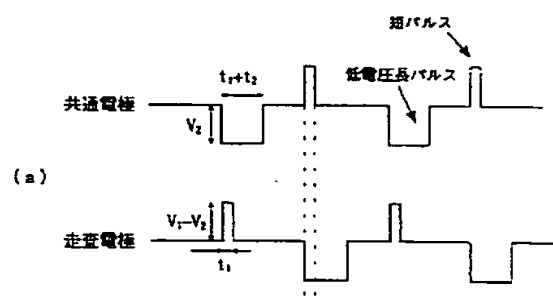 短パルス
t₁+t₂
低電圧長パルス
共通電極
V₂
(a)
V₁−V₂
走査電極
t₁